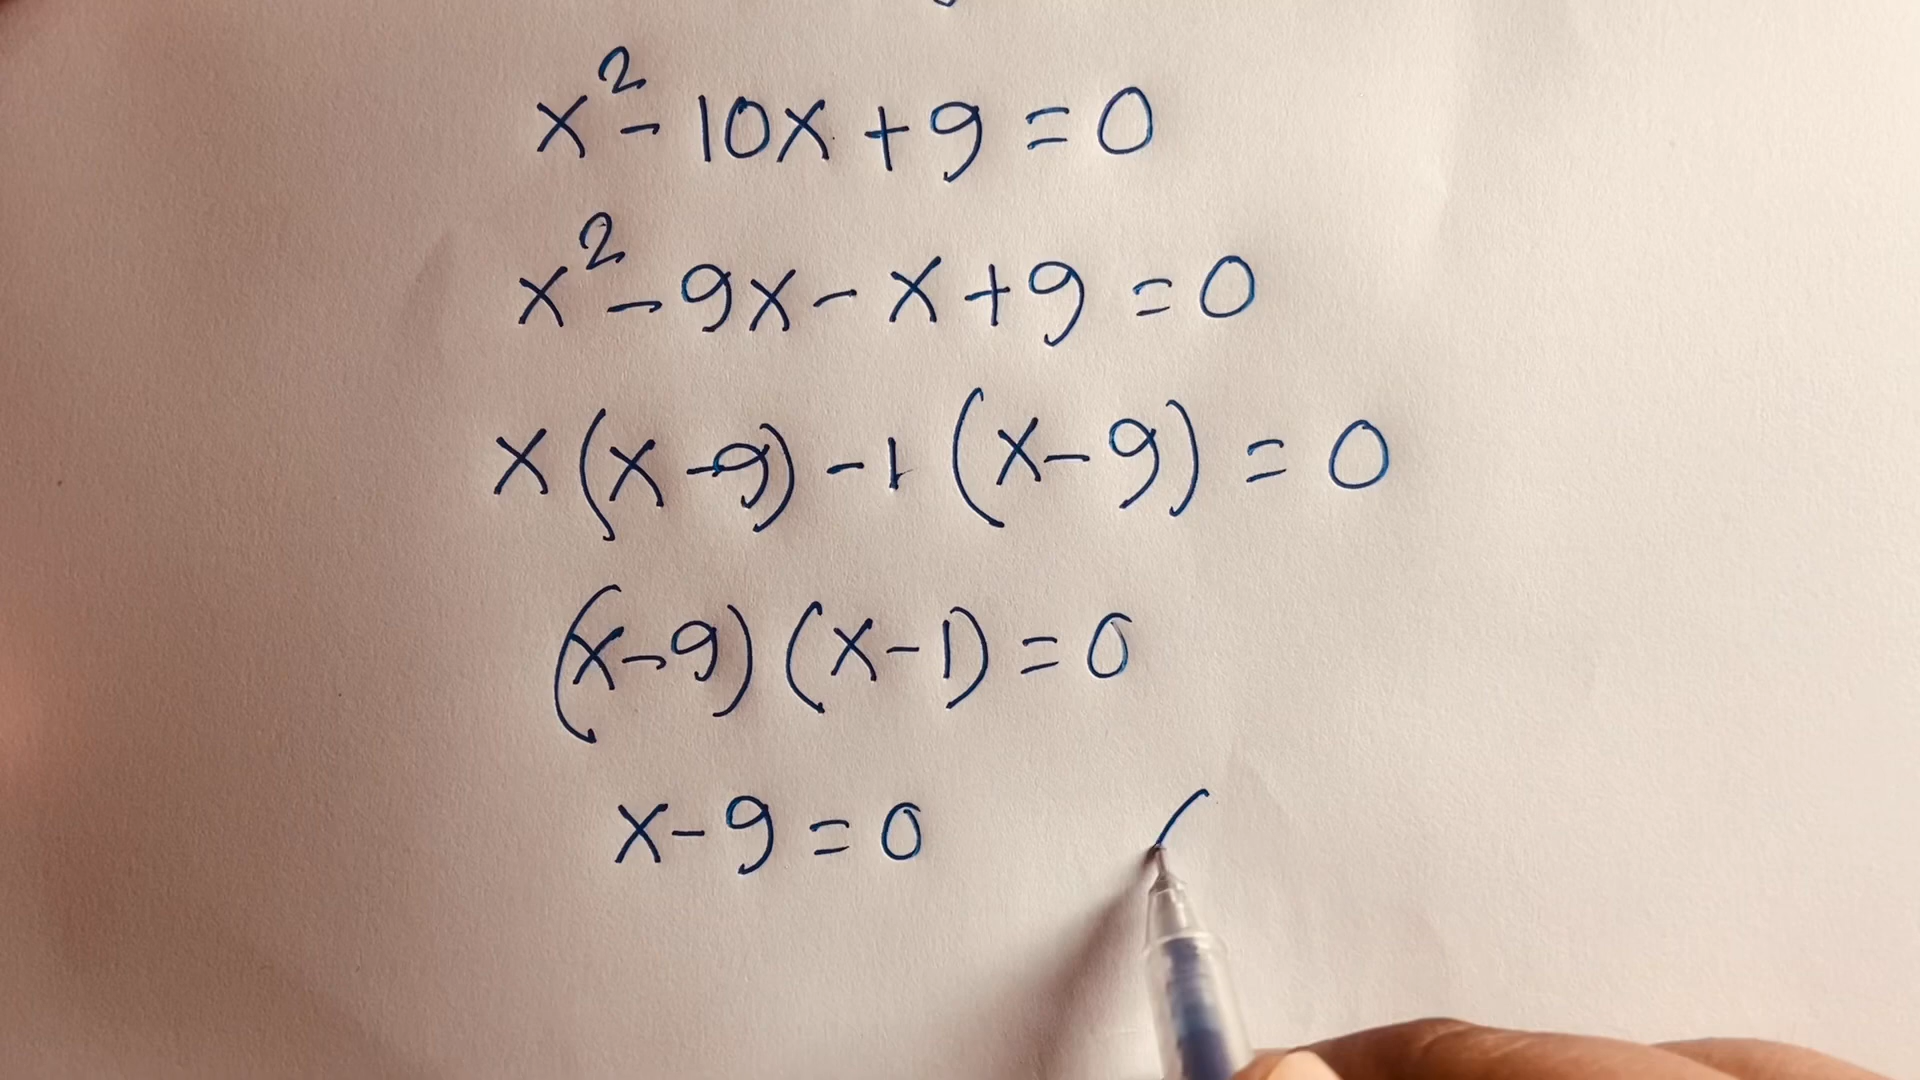 x² - 10x + 9 = 0
x² - 9x - x + 9 = 0
x(x-9) - 1(x-9) = 0
(x-9)(x-1) = 0
x - 9 = 0